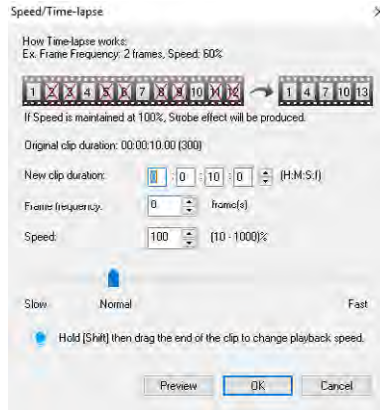 Speed/Time-lapse
How Time-lapse works:
Ex. Frame Frequency: 2 frames, Speed: 60%
1 2 3 4 5 6 7 8 9 10 11 12 1 4 7 10 13
If Speed is maintained at 100%, Strobe effect will be produced.
Original clip duration: 00:00:10.00 (300)
New clip duration: 0 : 0 : 10 : 0 (H:M:S.f)
Frame frequency: 0 frame(s)
Speed: 100 (10 - 1000)%
Slow Normal Fast
Hold [Shift] then drag the end of the clip to change playback speed.
Preview OK Cancel